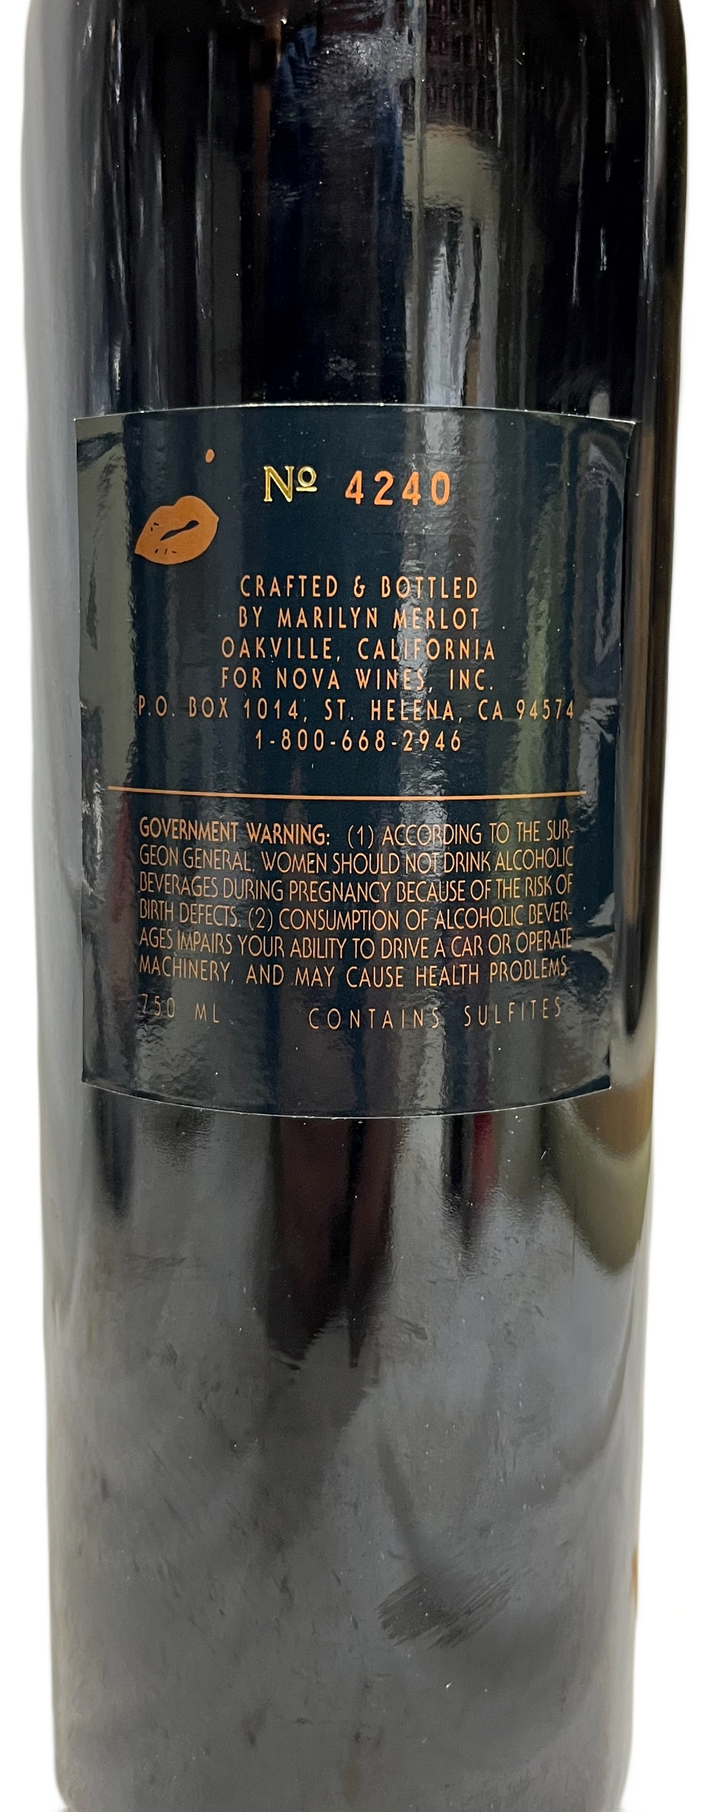 Nº 4240
CRAFTED & BOTTLED
BY MARILYN MERLOT
OAKVILLE, CALIFORNIA
FOR NOVA WINES, INC.
P.O. BOX 1014, ST. HELENA, CA 94574
1-800-668-2946
GOVERNMENT WARNING: (1) ACCORDING TO THE SUR-
GEON GENERAL, WOMEN SHOULD NOT DRINK ALCOHOLIC
BEVERAGES DURING PREGNANCY BECAUSE OF THE RISK OF
BIRTH DEFECTS. (2) CONSUMPTION OF ALCOHOLIC BEVER-
AGES IMPAIRS YOUR ABILITY TO DRIVE A CAR OR OPERATE
MACHINERY, AND MAY CAUSE HEALTH PROBLEMS
750 ML CONTAINS SULFITES